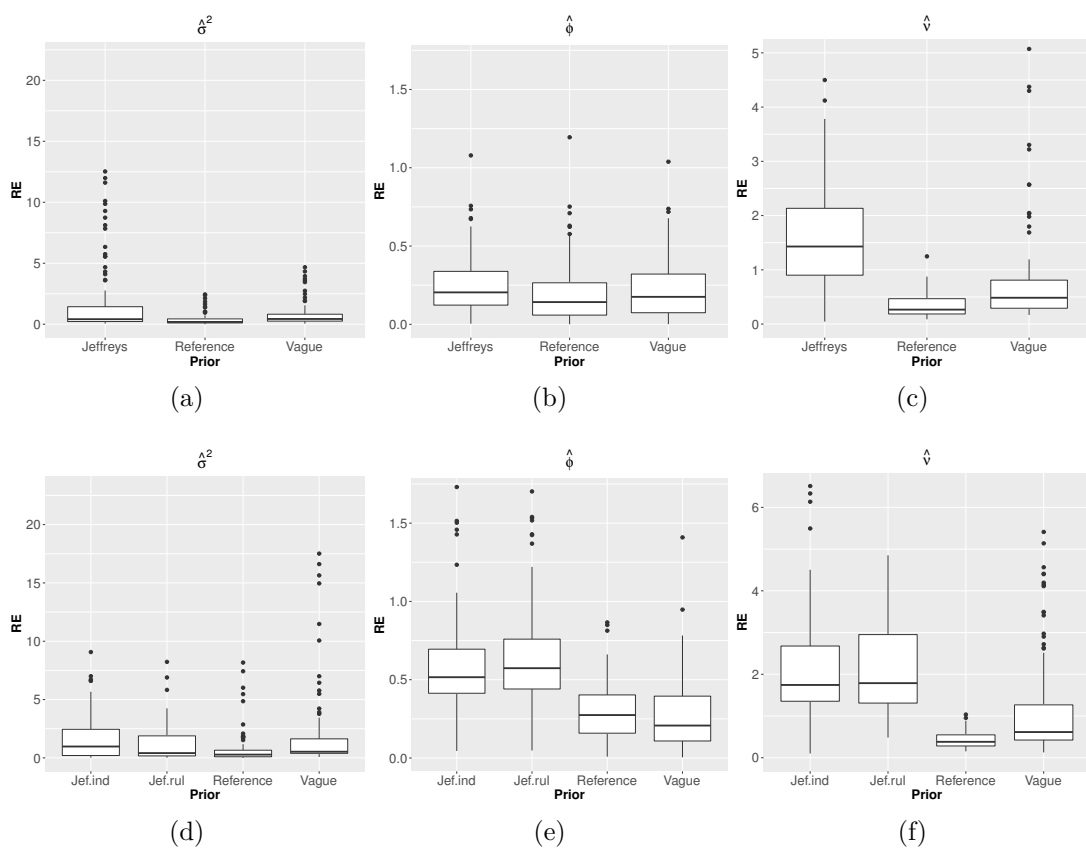 σ̂²
RE
20
15
10
5
0
Jeffreys Reference Vague
Prior
(a)
ϕ̂
RE
1.5
1.0
0.5
0.0
Jeffreys Reference Vague
Prior
(b)
ν̂
RE
5
4
3
2
1
0
Jeffreys Reference Vague
Prior
(c)
σ̂²
RE
20
15
10
5
0
Jef.ind Jef.rul Reference Vague
Prior
(d)
ϕ̂
RE
1.5
1.0
0.5
0.0
Jef.ind Jef.rul Reference Vague
Prior
(e)
ν̂
RE
6
4
2
0
Jef.ind Jef.rul Reference Vague
Prior
(f)